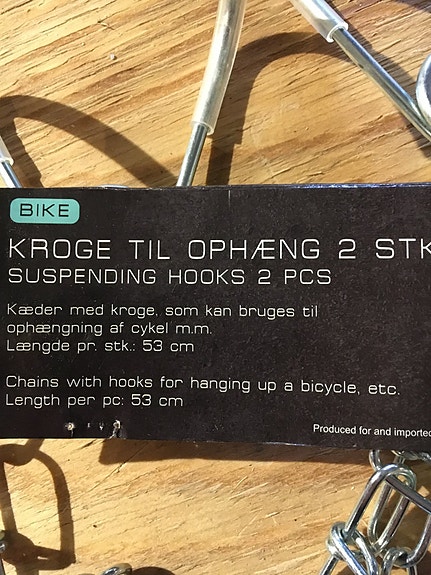 BIKE
KROGE TIL OPHÆNG 2 STK
SUSPENDING HOOKS 2 PCS
Kæder med kroge, som kan bruges til
ophængning af cykel m.m.
Længde pr. stk.: 53 cm
Chains with hooks for hanging up a bicycle, etc.
Length per pc: 53 cm
Produced for and imported